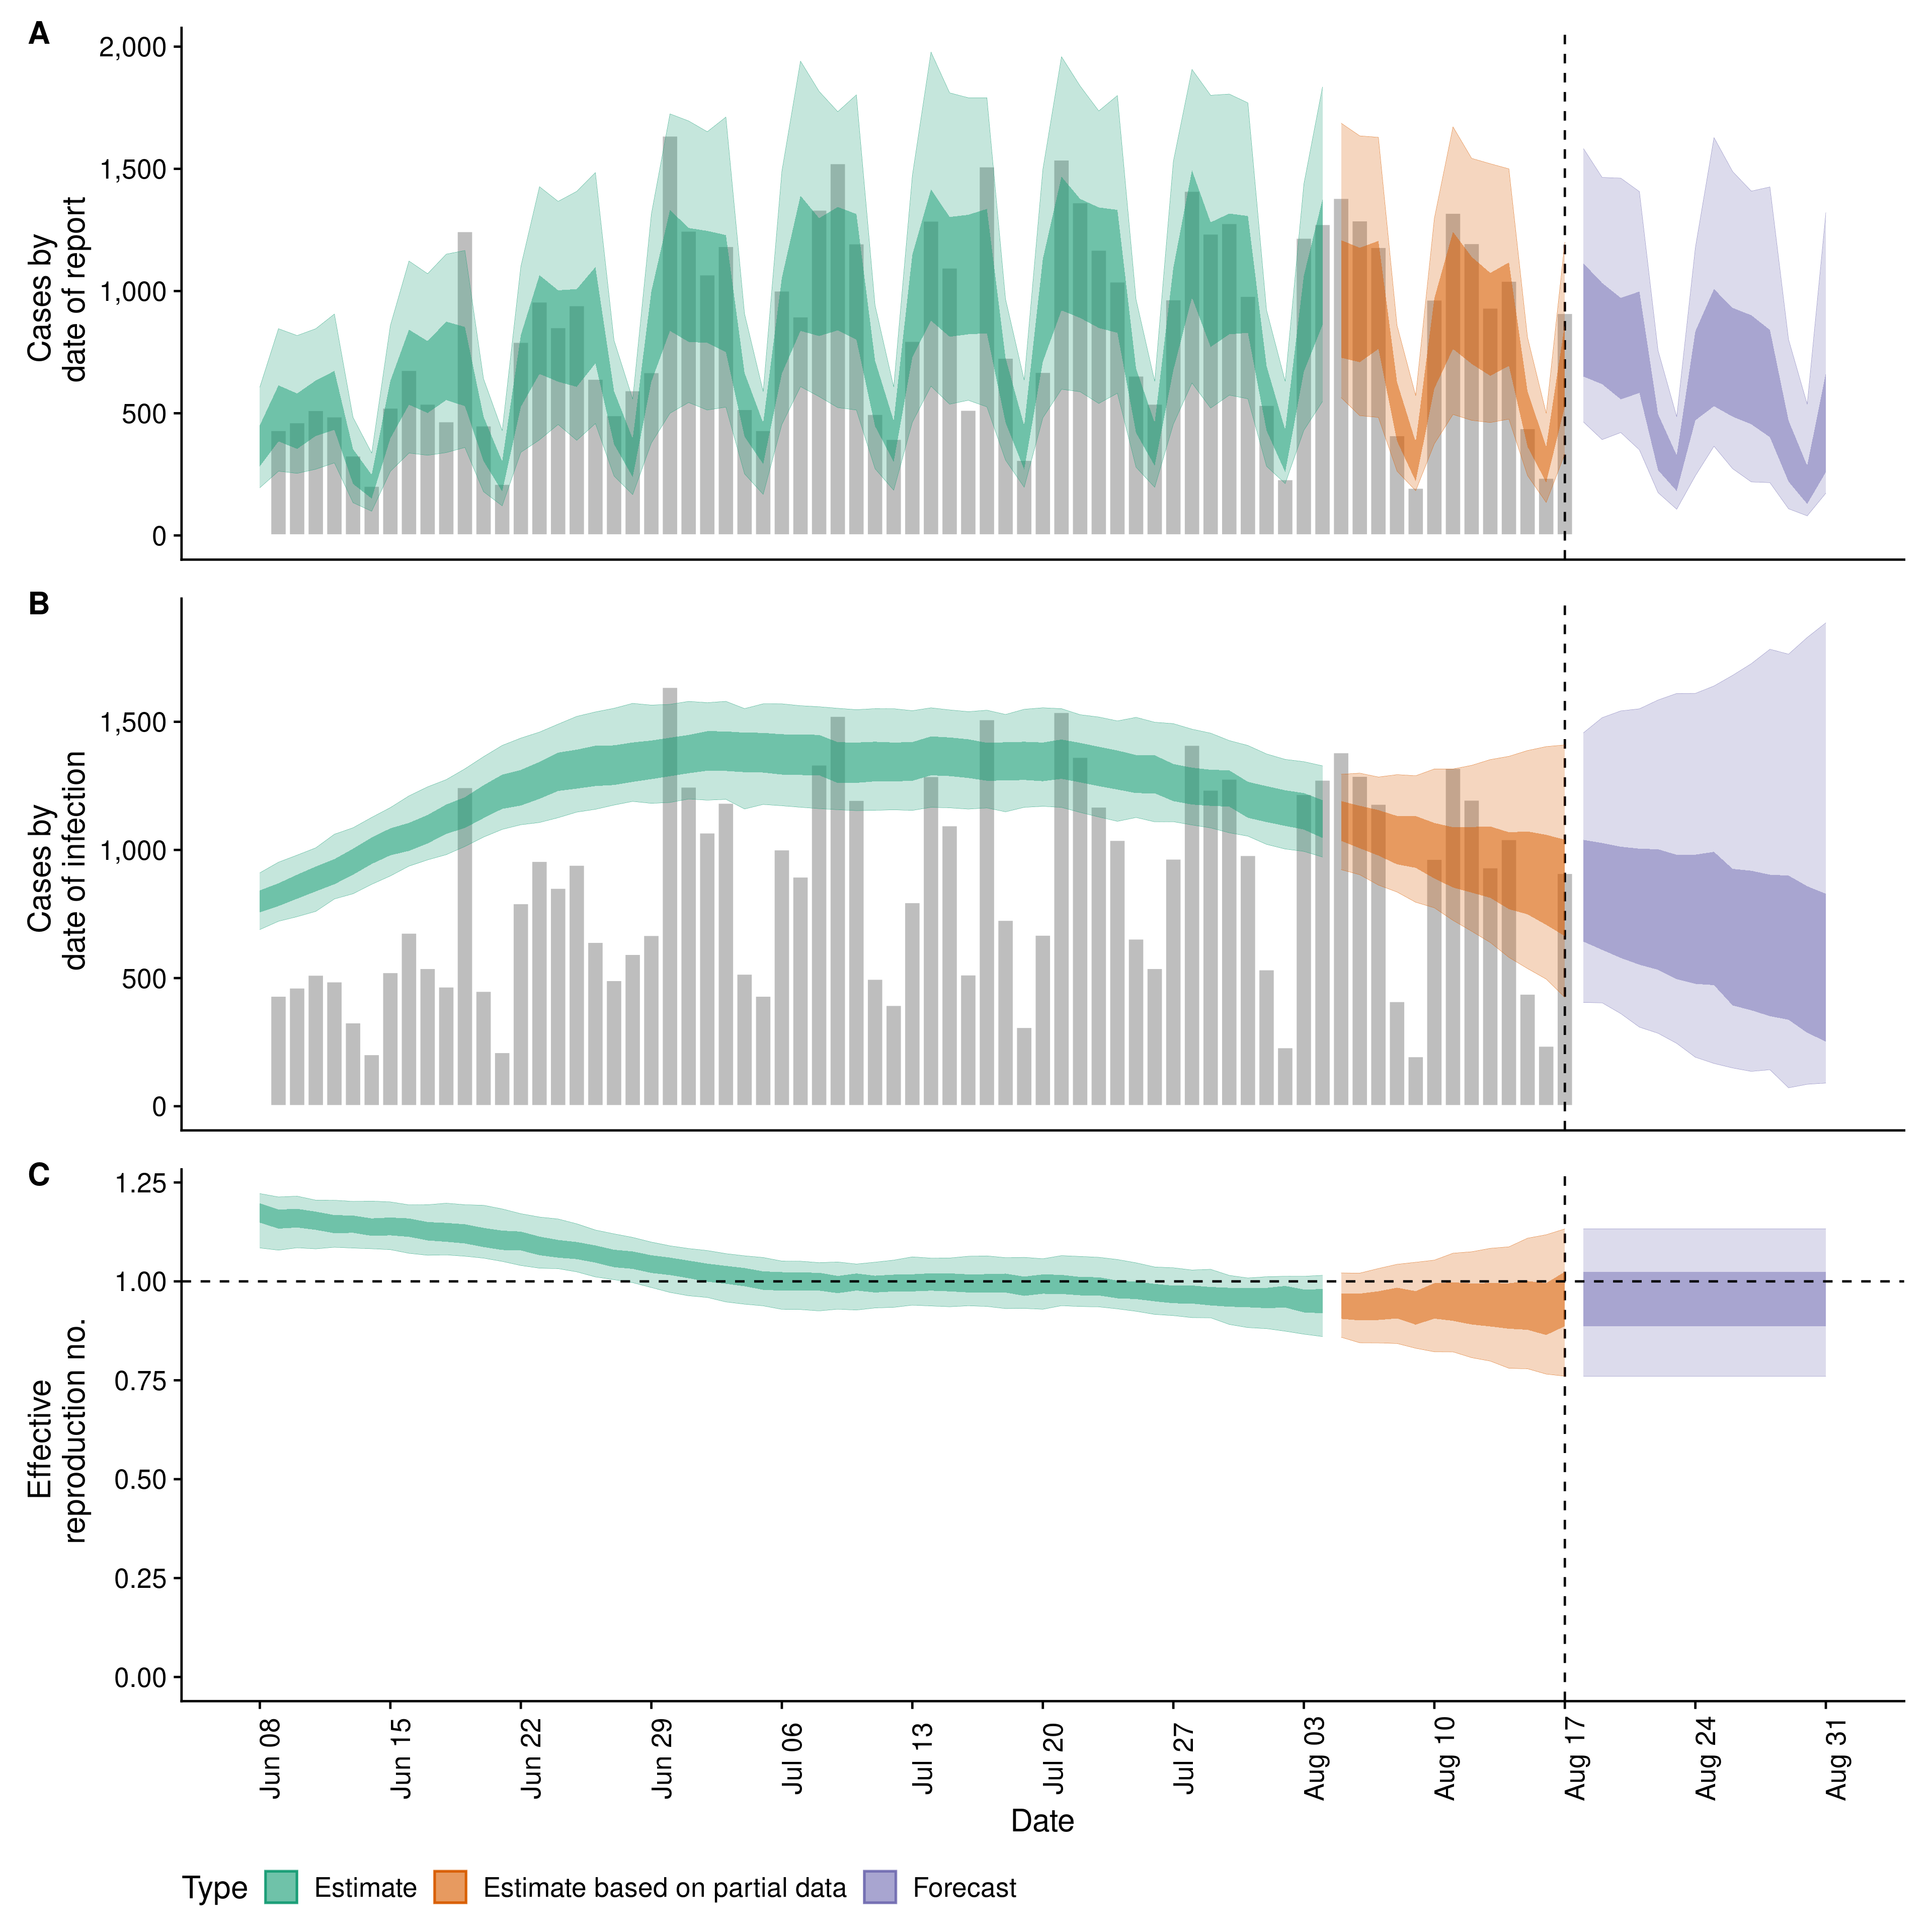 A
Cases by
date of report
2,000
1,500
1,000
500
0
B
Cases by
date of infection
1,500
1,000
500
0
C
Effective
reproduction no.
1.25
1.00
0.75
0.50
0.25
0.00
Jun 08
Jun 15
Jun 22
Jun 29
Jul 06
Jul 13
Jul 20
Jul 27
Aug 03
Aug 10
Aug 17
Aug 24
Aug 31
Date
Type Estimate Estimate based on partial data Forecast